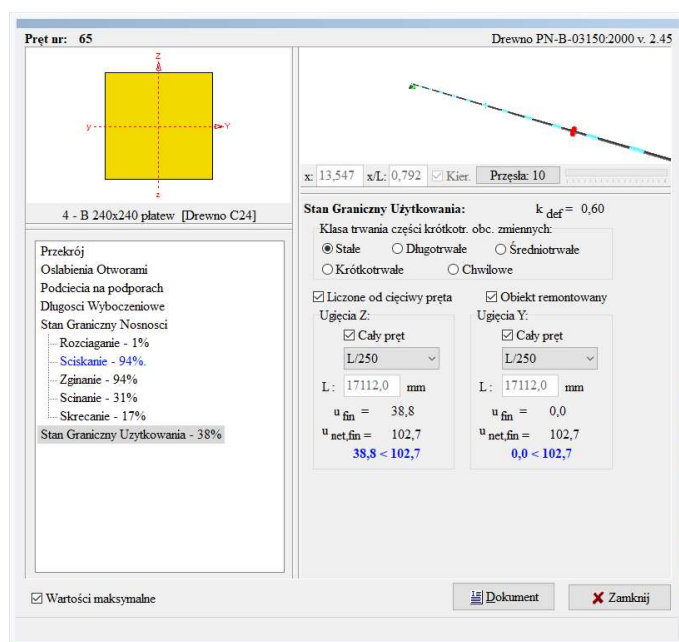 Pręt nr: 65
Drewno PN-B-03150:2000 v. 2.45
Z
y
Y
z
4 - B 240x240 płatew [Drewno C24]
x: 13,547 x/L: 0,792 Kier. Przęsła: 10
Przekrój
Oslabienia Otworami
Podciecia na podporach
Dlugosci Wyboczeniowe
Stan Graniczny Nosnosci
Rozciaganie - 1%
Sciskanie - 94%.
Zginanie - 94%
Scinanie - 31%
Skrecanie - 17%
Stan Graniczny Uzytkowania - 38%
Stan Graniczny Użytkowania: k def = 0,60
Klasa trwania części krótkotr. obc. zmiennych:
Stałe Długotrwałe Średniotrwałe
Krótkotrwałe Chwilowe
Liczone od cięciwy pręta Obiekt remontowany
Ugięcia Z:
Cały pręt
L/250
L: 17112,0 mm
u fin = 38,8
u net,fin = 102,7
38,8 < 102,7
Ugięcia Y:
Cały pręt
L/250
L: 17112,0 mm
u fin = 0,0
u net,fin = 102,7
0,0 < 102,7
Wartości maksymalne
Dokument
Zamknij